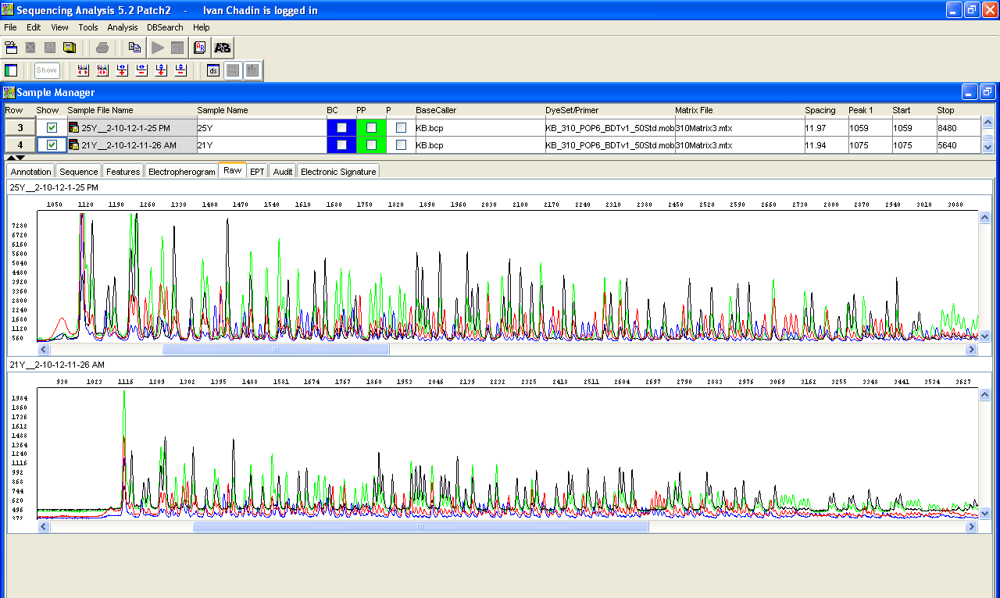 Sequencing Analysis 5.2 Patch2 - Ivan Chadin is logged in
File Edit View Tools Analysis DBSearch Help
AB
Show ds
Sample Manager
Row Show Sample File Name Sample Name BC PP P BaseCaller DyeSet/Primer Matrix File Spacing Peak 1 Start Stop
3 25Y__2-10-12-1-25 PM 25Y KB.bcp KB_310_POP6_BDTv1_50Std.mob 310Matrix3.mtx 11.97 1059 1059 8480
4 21Y__2-10-12-11-26 AM 21Y KB.bcp KB_310_POP6_BDTv1_50Std.mob 310Matrix3.mtx 11.94 1075 1075 5640
Annotation Sequence Features Electropherogram Raw EPT Audit Electronic Signature
25Y__2-10-12-1-25 PM
1050 1120 1190 1260 1330 1400 1470 1540 1610 1680 1750 1820 1890 1960 2030 2100 2170 2240 2310 2380 2450 2520 2590 2660 2730 2800 2870 2940 3010 3080
7280
6720
6160
5600
5040
4480
3920
3360
2800
2240
1680
1120
560
21Y__2-10-12-11-26 AM
930 1023 1116 1209 1302 1395 1488 1581 1674 1767 1860 1953 2046 2139 2232 2325 2418 2511 2604 2697 2790 2883 2976 3069 3162 3255 3348 3441 3534 3627
1984
1860
1736
1612
1488
1364
1240
1116
992
868
744
620
496
372